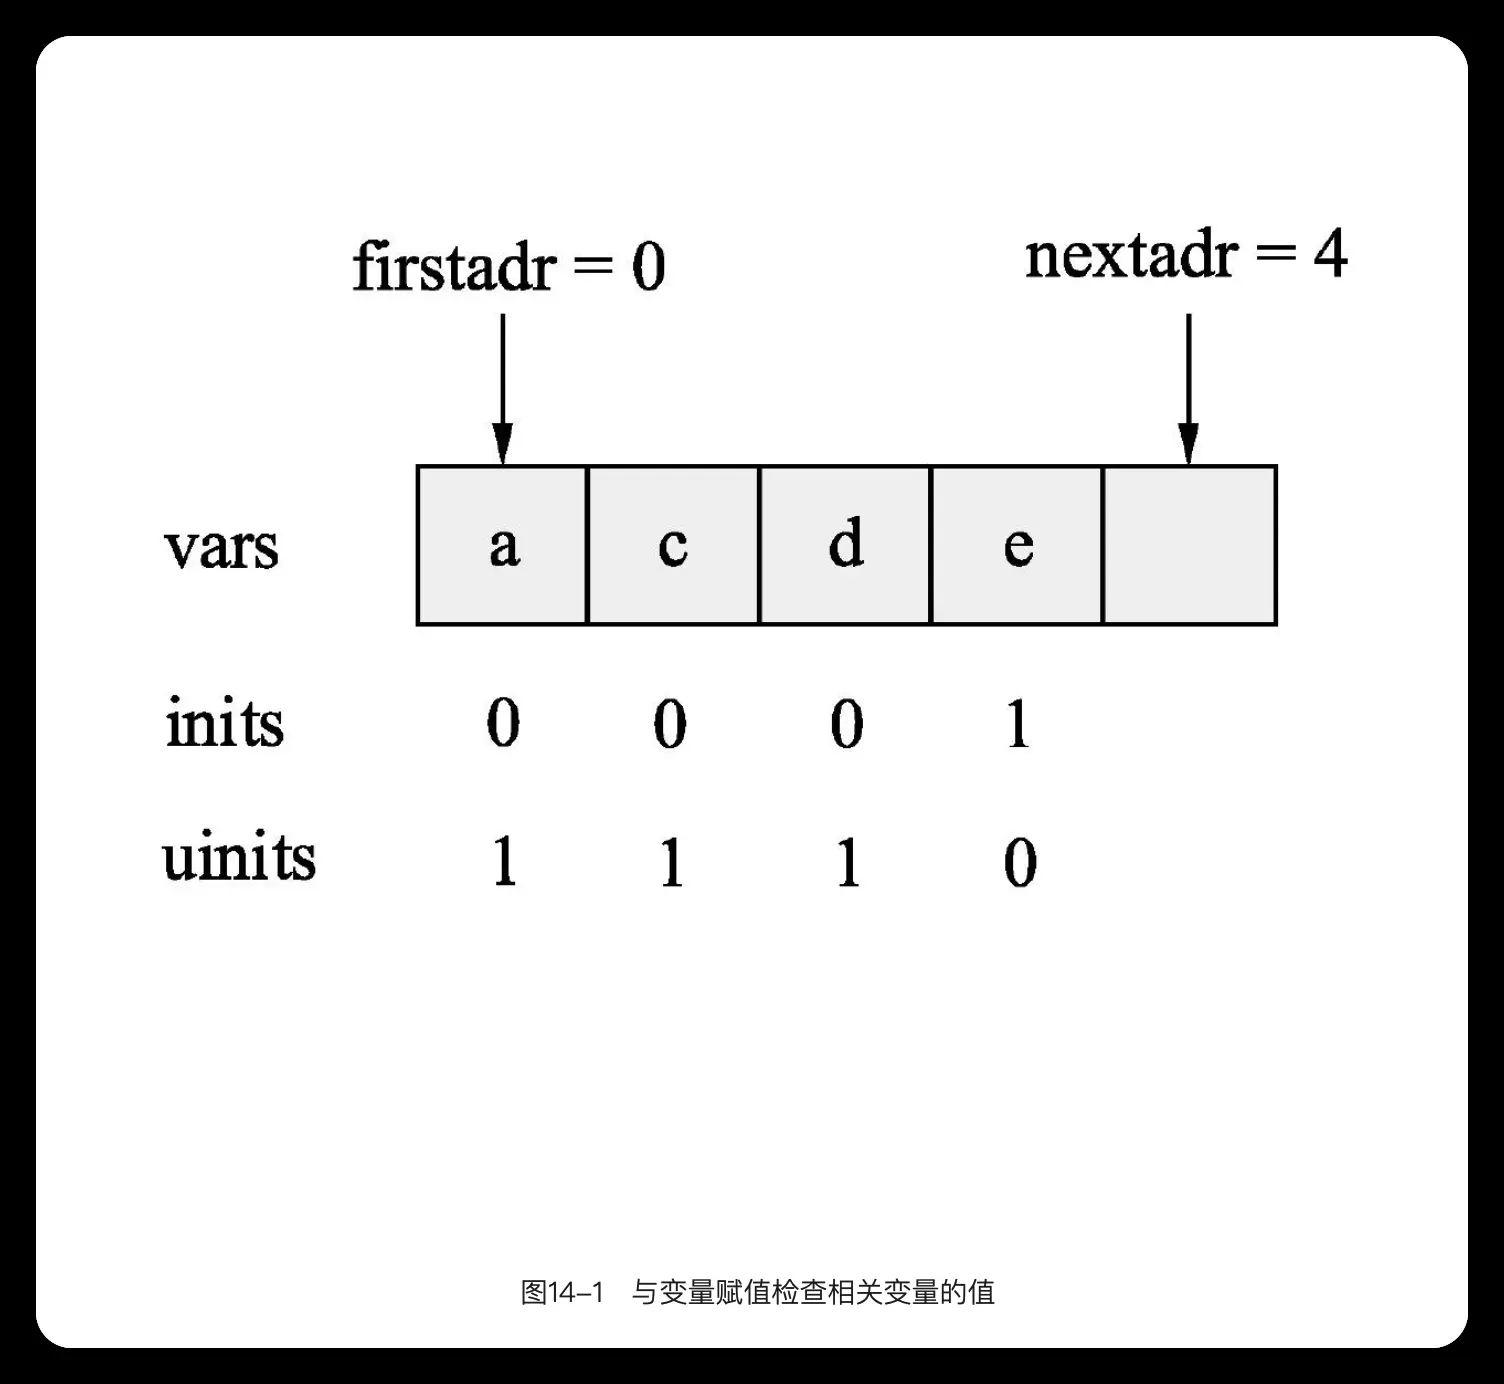 firstadr = 0 nextadr = 4
vars a c d e
inits 0 0 0 1
uinits 1 1 1 0
图14–1 与变量赋值检查相关变量的值